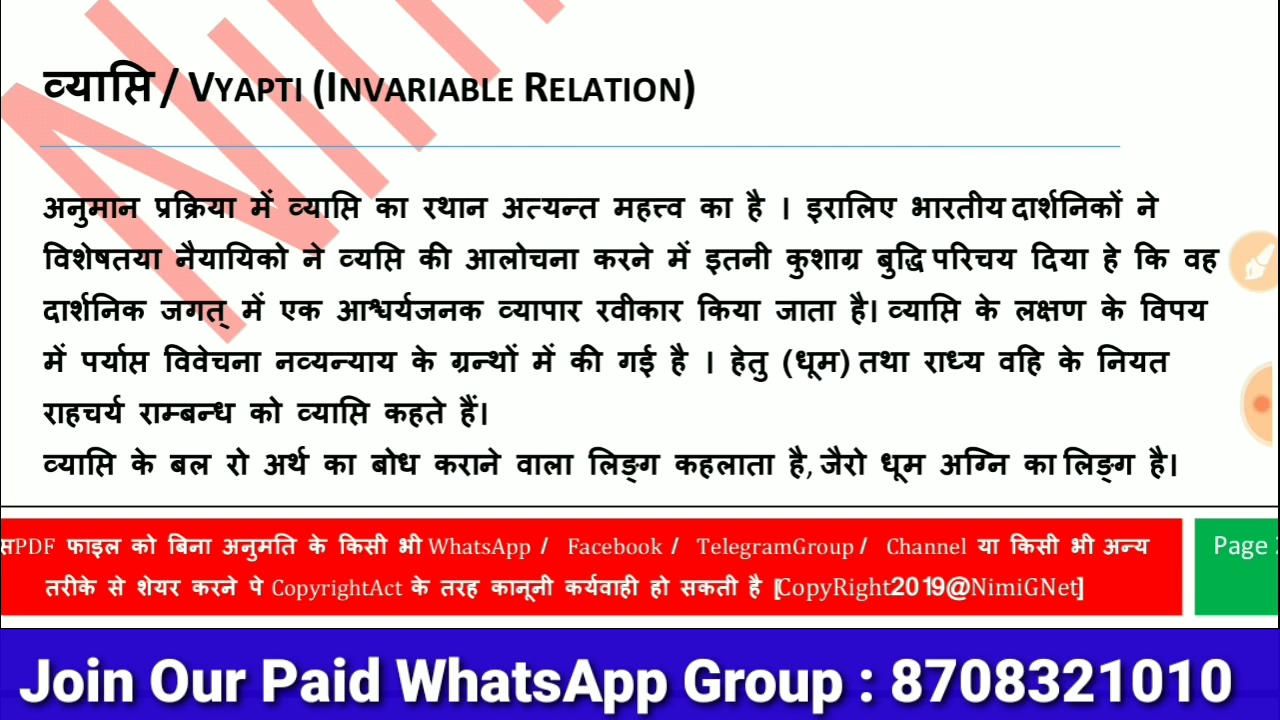 व्याप्ति / VYAPTI (INVARIABLE RELATION)
अनुमान प्रक्रिया में व्याप्ति का रथान अत्यन्त महत्त्व का है । इरालिए भारतीय दार्शनिकों ने
विशेषतया नैयायिको ने व्यप्ति की आलोचना करने में इतनी कुशाग्र बुद्धि परिचय दिया हे कि वह
दार्शनिक जगत् में एक आश्चर्यजनक व्यापार रवीकार किया जाता है। व्याप्ति के लक्षण के विपय
में पर्याप्त विवेचना नव्यन्याय के ग्रन्थों में की गई है । हेतु (धूम) तथा राध्य वहि के नियत
राहचर्य राम्बन्ध को व्याप्ति कहते हैं।
व्याप्ति के बल रो अर्थ का बोध कराने वाला लिङ्ग कहलाता है, जैरो धूम अग्नि का लिङ्ग है।
सPDF फाइल को बिना अनुमति के किसी भी WhatsApp / Facebook / TelegramGroup / Channel या किसी भी अन्य
तरीके से शेयर करने पे CopyrightAct के तरह कानूनी कर्यवाही हो सकती है [CopyRight2019@NimiGNet]
Page
Join Our Paid WhatsApp Group : 8708321010